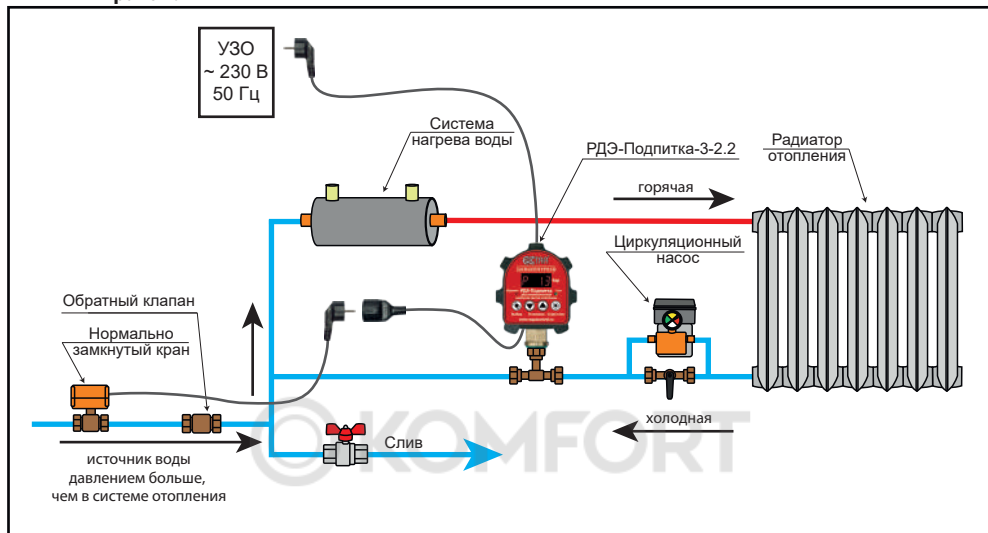 УЗО
~ 230 В
50 Гц
Система
нагрева воды
РДЭ-Подпитка-3-2.2
Радиатор
отопления
горячая
Циркуляционный
насос
Обратный клапан
Нормально
замкнутый кран
холодная
Слив
источник воды
давлением больше,
чем в системе отопления
KOMFORT